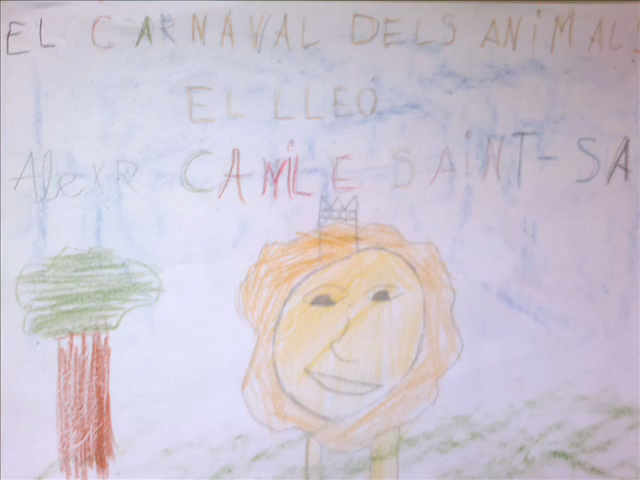 EL CARNAVAL DELS ANIMALS
EL LLEÓ
Alexr CAMILE SAINT-SA